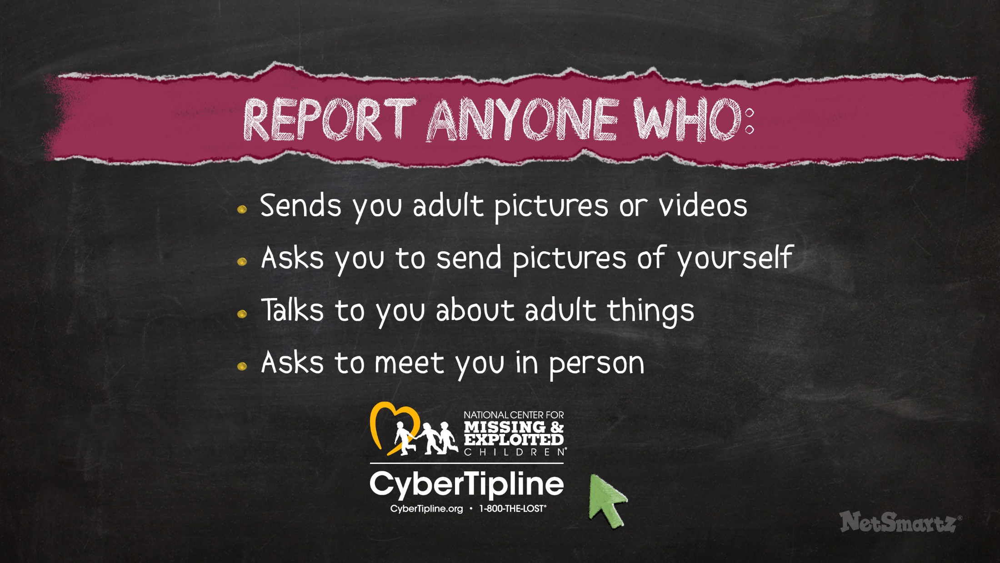 REPORT ANYONE WHO:
• Sends you adult pictures or videos
• Asks you to send pictures of yourself
• Talks to you about adult things
• Asks to meet you in person
NATIONAL CENTER FOR
MISSING &
EXPLOITED
CHILDREN®
CyberTipline
CyberTipline.org • 1-800-THE-LOST®
NetSmartz®